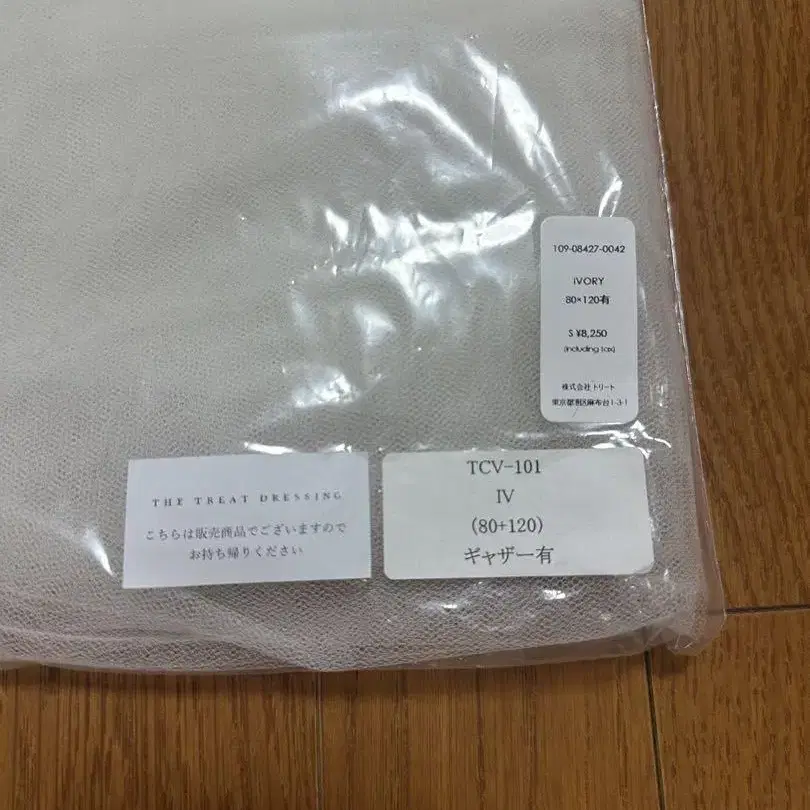 109-08427-0042
IVORY
80×120有
S ¥8,250
(including tax)
株式会社トリート
東京都港区麻布台1-3-1
THE TREAT DRESSING
こちらは販売商品でございますので
お持ち帰りください
TCV-101
IV
(80+120)
ギャザー有